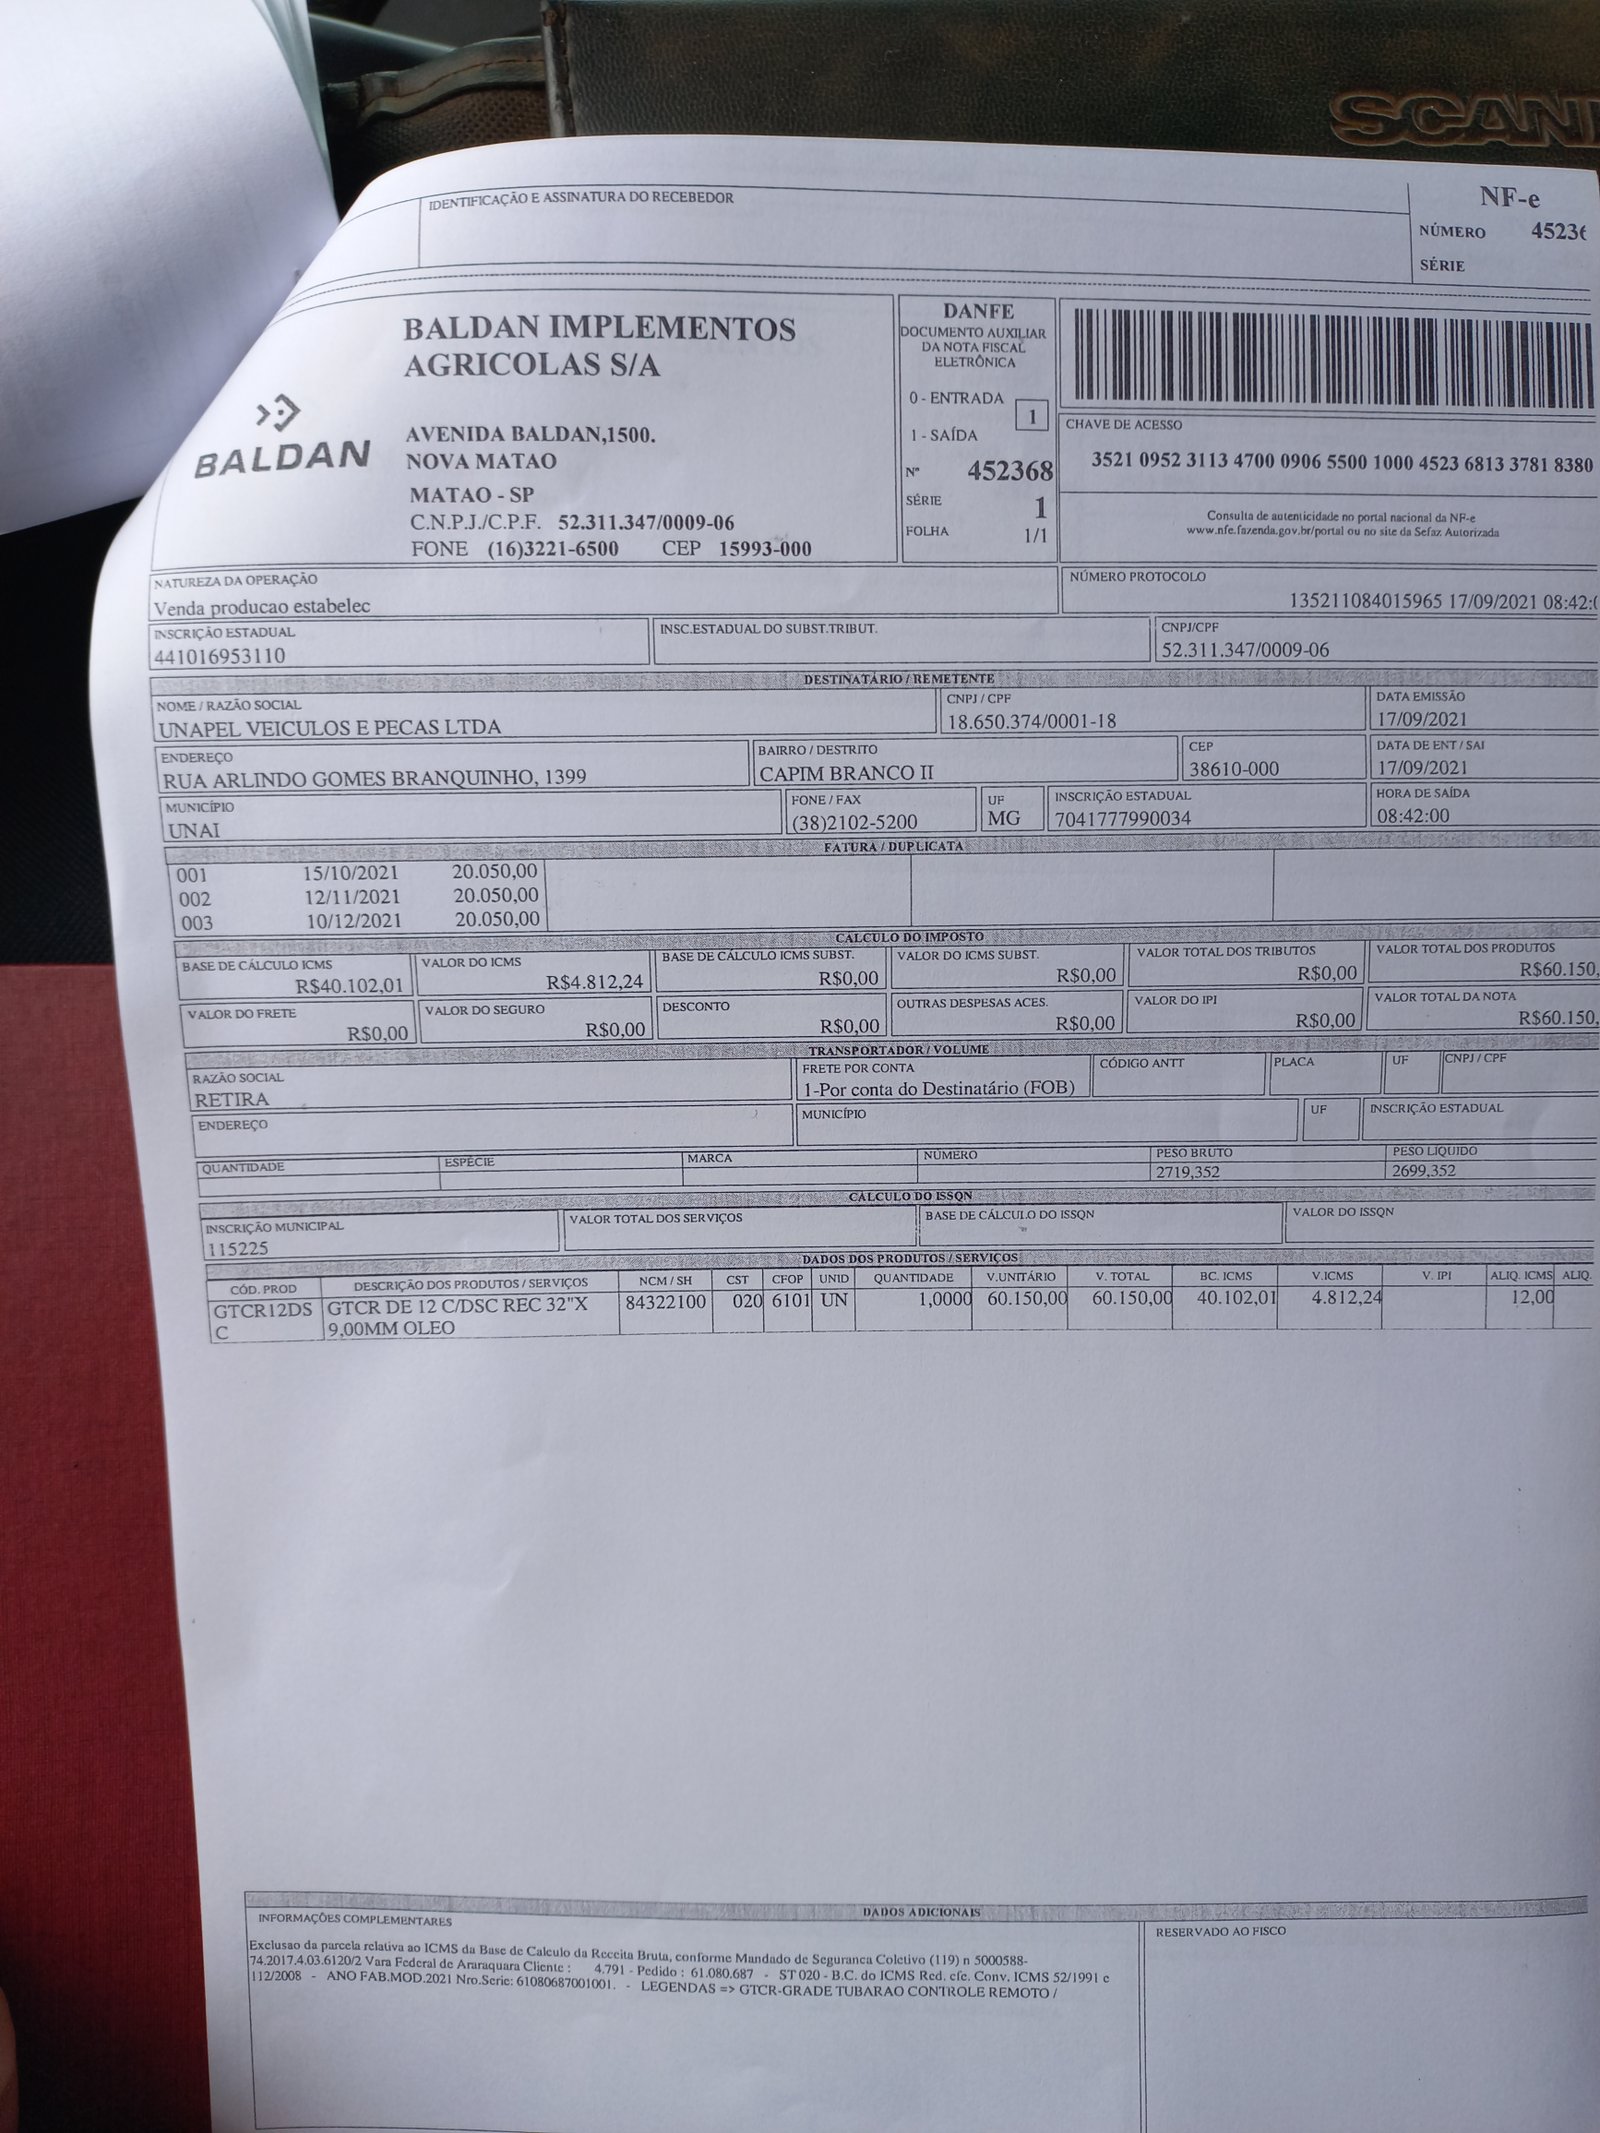 SCAN
IDENTIFICAÇÃO E ASSINATURA DO RECEBEDOR
NF-e
NÚMERO 4523
SÉRIE
BALDAN IMPLEMENTOS
AGRICOLAS S/A
BALDAN
AVENIDA BALDAN,1500.
NOVA MATAO
MATAO - SP
C.N.P.J./C.P.F. 52.311.347/0009-06
FONE (16)3221-6500 CEP 15993-000
DANFE
DOCUMENTO AUXILIAR
DA NOTA FISCAL
ELETRÔNICA
0 - ENTRADA
1
1 - SAÍDA
Nº 452368
SÉRIE 1
FOLHA 1/1
CHAVE DE ACESSO
3521 0952 3113 4700 0906 5500 1000 4523 6813 3781 8380
Consulta de autenticidade no portal nacional da NF-e
www.nfe.fazenda.gov.br/portal ou no site da Sefaz Autorizada
NATUREZA DA OPERAÇÃO
Venda producao estabelec
NÚMERO PROTOCOLO
135211084015965 17/09/2021 08:42:
INSCRIÇÃO ESTADUAL
441016953110
INSC.ESTADUAL DO SUBST.TRIBUT.
CNPJ/CPF
52.311.347/0009-06
DESTINATÁRIO / REMETENTE
NOME / RAZÃO SOCIAL
UNAPEL VEICULOS E PECAS LTDA
CNPJ / CPF
18.650.374/0001-18
DATA EMISSÃO
17/09/2021
ENDEREÇO
RUA ARLINDO GOMES BRANQUINHO, 1399
BAIRRO / DESTRITO
CAPIM BRANCO II
CEP
38610-000
DATA DE ENT / SAI
17/09/2021
MUNICÍPIO
UNAI
FONE / FAX
(38)2102-5200
UF
MG
INSCRIÇÃO ESTADUAL
7041777990034
HORA DE SAÍDA
08:42:00
FATURA / DUPLICATA
001 15/10/2021 20.050,00
002 12/11/2021 20.050,00
003 10/12/2021 20.050,00
CALCULO DO IMPOSTO
BASE DE CÁLCULO ICMS
R$40.102,01
VALOR DO ICMS
R$4.812,24
BASE DE CÁLCULO ICMS SUBST.
R$0,00
VALOR DO ICMS SUBST.
R$0,00
VALOR TOTAL DOS TRIBUTOS
R$0,00
VALOR TOTAL DOS PRODUTOS
R$60.150,
VALOR DO FRETE
R$0,00
VALOR DO SEGURO
R$0,00
DESCONTO
R$0,00
OUTRAS DESPESAS ACES.
R$0,00
VALOR DO IPI
R$0,00
VALOR TOTAL DA NOTA
R$60.150,
TRANSPORTADOR / VOLUME
RAZÃO SOCIAL
RETIRA
FRETE POR CONTA
1-Por conta do Destinatário (FOB)
CÓDIGO ANTT
PLACA
UF
CNPJ / CPF
ENDEREÇO
MUNICÍPIO
UF
INSCRIÇÃO ESTADUAL
QUANTIDADE
ESPÉCIE
MARCA
NÚMERO
PESO BRUTO
2719,352
PESO LIQUIDO
2699,352
CALCULO DO ISSQN
INSCRIÇÃO MUNICIPAL
115225
VALOR TOTAL DOS SERVIÇOS
BASE DE CÁLCULO DO ISSQN
VALOR DO ISSQN
DADOS DOS PRODUTOS / SERVIÇOS
CÓD. PROD DESCRIÇÃO DOS PRODUTOS / SERVIÇOS NCM / SH CST CFOP UNID QUANTIDADE V.UNITÁRIO V. TOTAL BC. ICMS V.ICMS V. IPI ALIQ. ICMS ALIQ.
GTCR12DS GTCR DE 12 C/DSC REC 32"X 84322100 020 6101 UN 1,0000 60.150,00 60.150,00 40.102,01 4.812,24 12,00
C 9,00MM OLEO
DADOS ADICIONAIS
INFORMAÇÕES COMPLEMENTARES
RESERVADO AO FISCO
Exclusao da parcela relativa ao ICMS da Base de Calculo da Receita Bruta, conforme Mandado de Seguranca Coletivo (119) n 5000588-
74.2017.4.03.6120/2 Vara Federal de Araraquara Cliente : 4.791 - Pedido : 61.080.687 - ST 020 - B.C. do ICMS Red. cfe. Conv. ICMS 52/1991 e
112/2008 - ANO FAB.MOD.2021 Nro.Serie: 61080687001001. - LEGENDAS => GTCR-GRADE TUBARAO CONTROLE REMOTO /